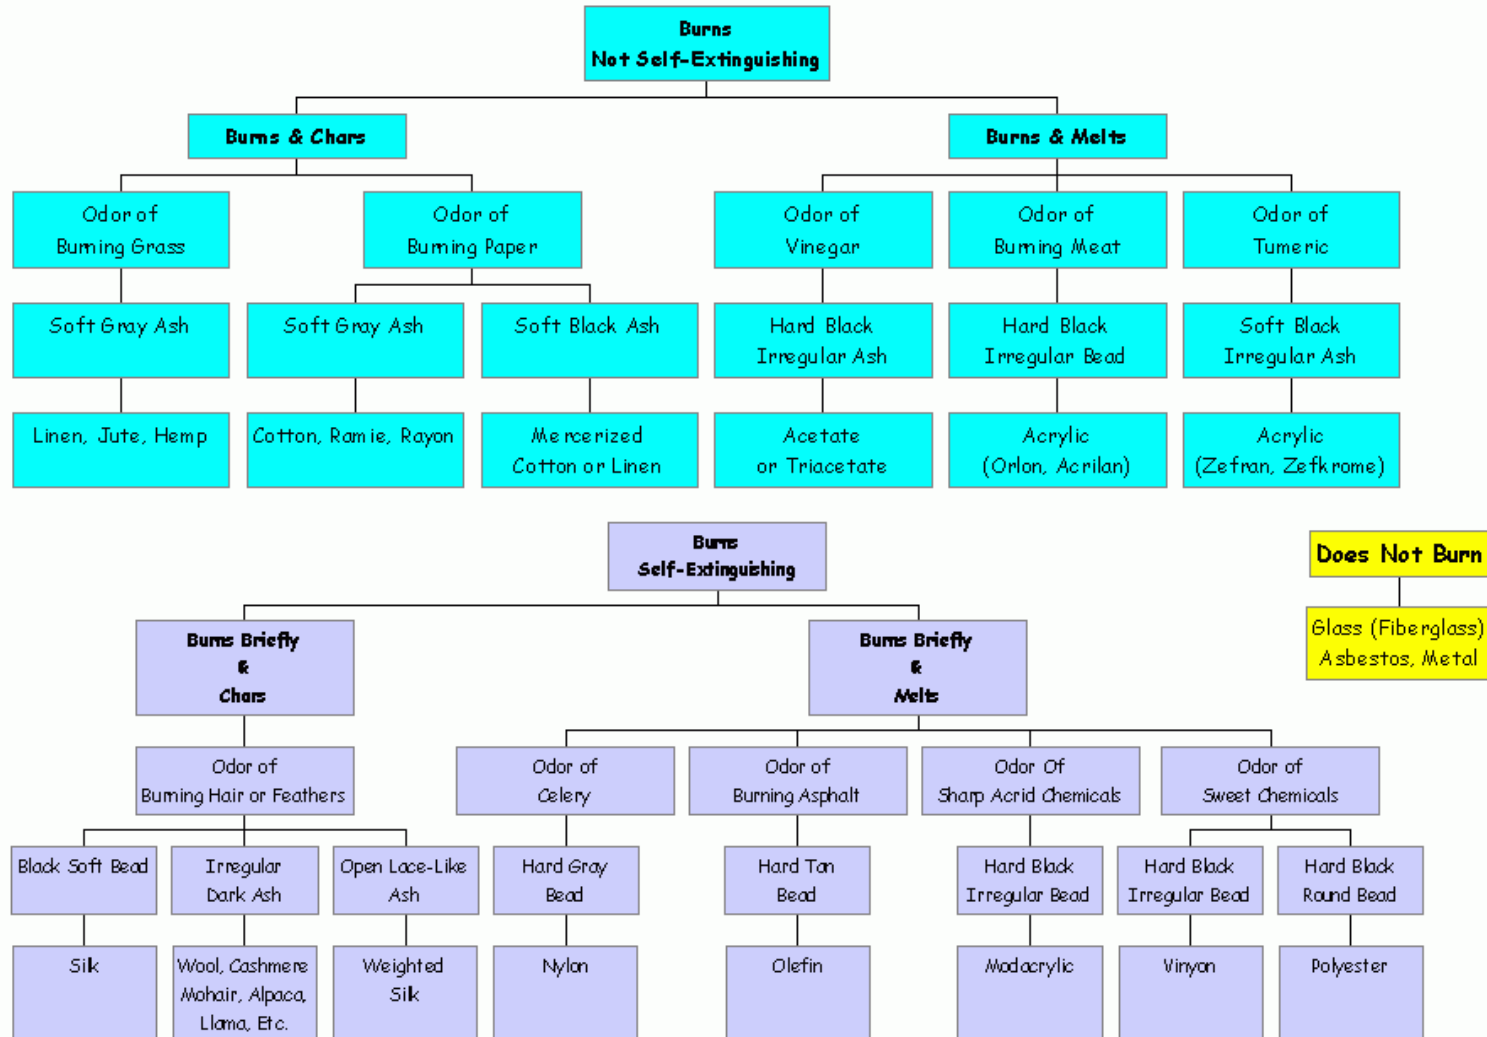 Burns
Not Self-Extinguishing
Burns & Chars
Burns & Melts
Odor of
Burning Grass
Odor of
Burning Paper
Odor of
Vinegar
Odor of
Burning Meat
Odor of
Tumeric
Soft Gray Ash
Soft Gray Ash
Soft Black Ash
Hard Black
Irregular Ash
Hard Black
Irregular Bead
Soft Black
Irregular Ash
Linen, Jute, Hemp
Cotton, Ramie, Rayon
Mercerized
Cotton or Linen
Acetate
or Triacetate
Acrylic
(Orlon, Acrilan)
Acrylic
(Zefran, Zefkrome)
Burns
Self-Extinguishing
Does Not Burn
Glass (Fiberglass)
Asbestos, Metal
Burns Briefly
&
Chars
Burns Briefly
&
Melts
Odor of
Burning Hair or Feathers
Odor of
Celery
Odor of
Burning Asphalt
Odor Of
Sharp Acrid Chemicals
Odor of
Sweet Chemicals
Black Soft Bead
Irregular
Dark Ash
Open Lace-Like
Ash
Hard Gray
Bead
Hard Tan
Bead
Hard Black
Irregular Bead
Hard Black
Irregular Bead
Hard Black
Round Bead
Silk
Wool, Cashmere
Mohair, Alpaca,
Llama, Etc.
Weighted
Silk
Nylon
Olefin
Modacrylic
Vinyon
Polyester